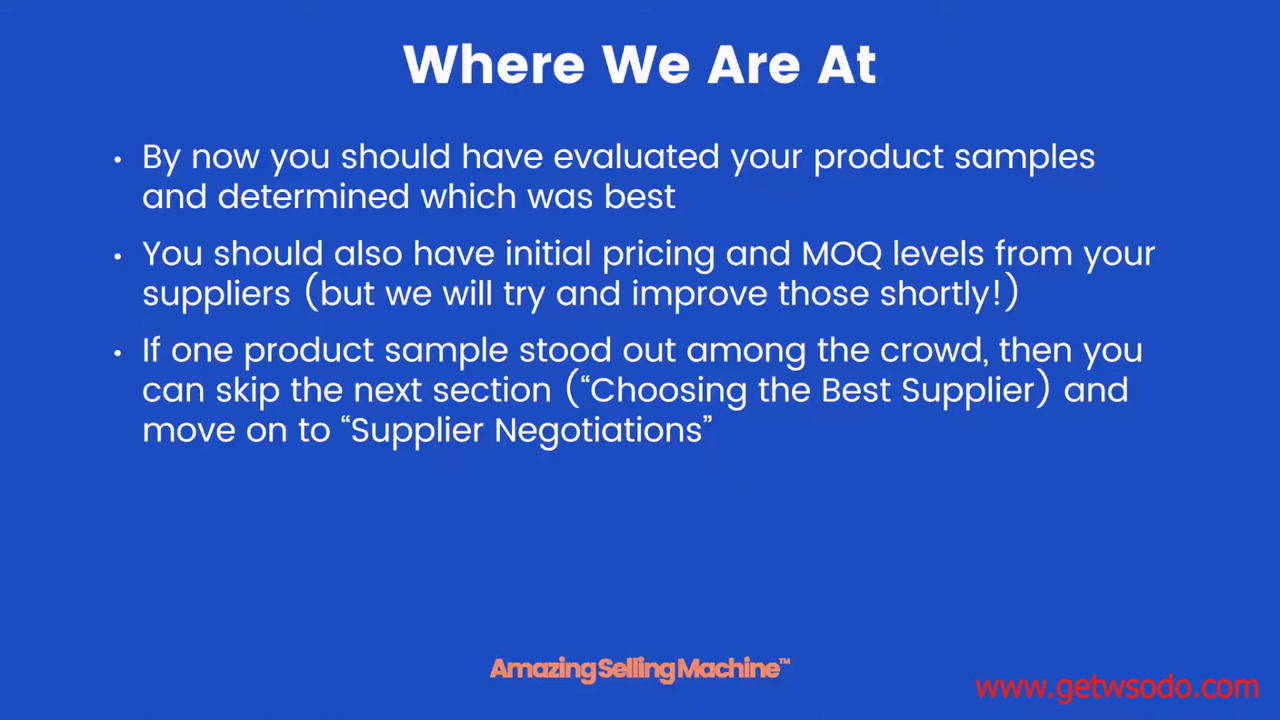 Where We Are At
• By now you should have evaluated your product samples
and determined which was best
• You should also have initial pricing and MOQ levels from your
suppliers (but we will try and improve those shortly!)
• If one product sample stood out among the crowd, then you
can skip the next section (“Choosing the Best Supplier) and
move on to “Supplier Negotiations”
Amazing Selling Machine™
www.getwsodo.com